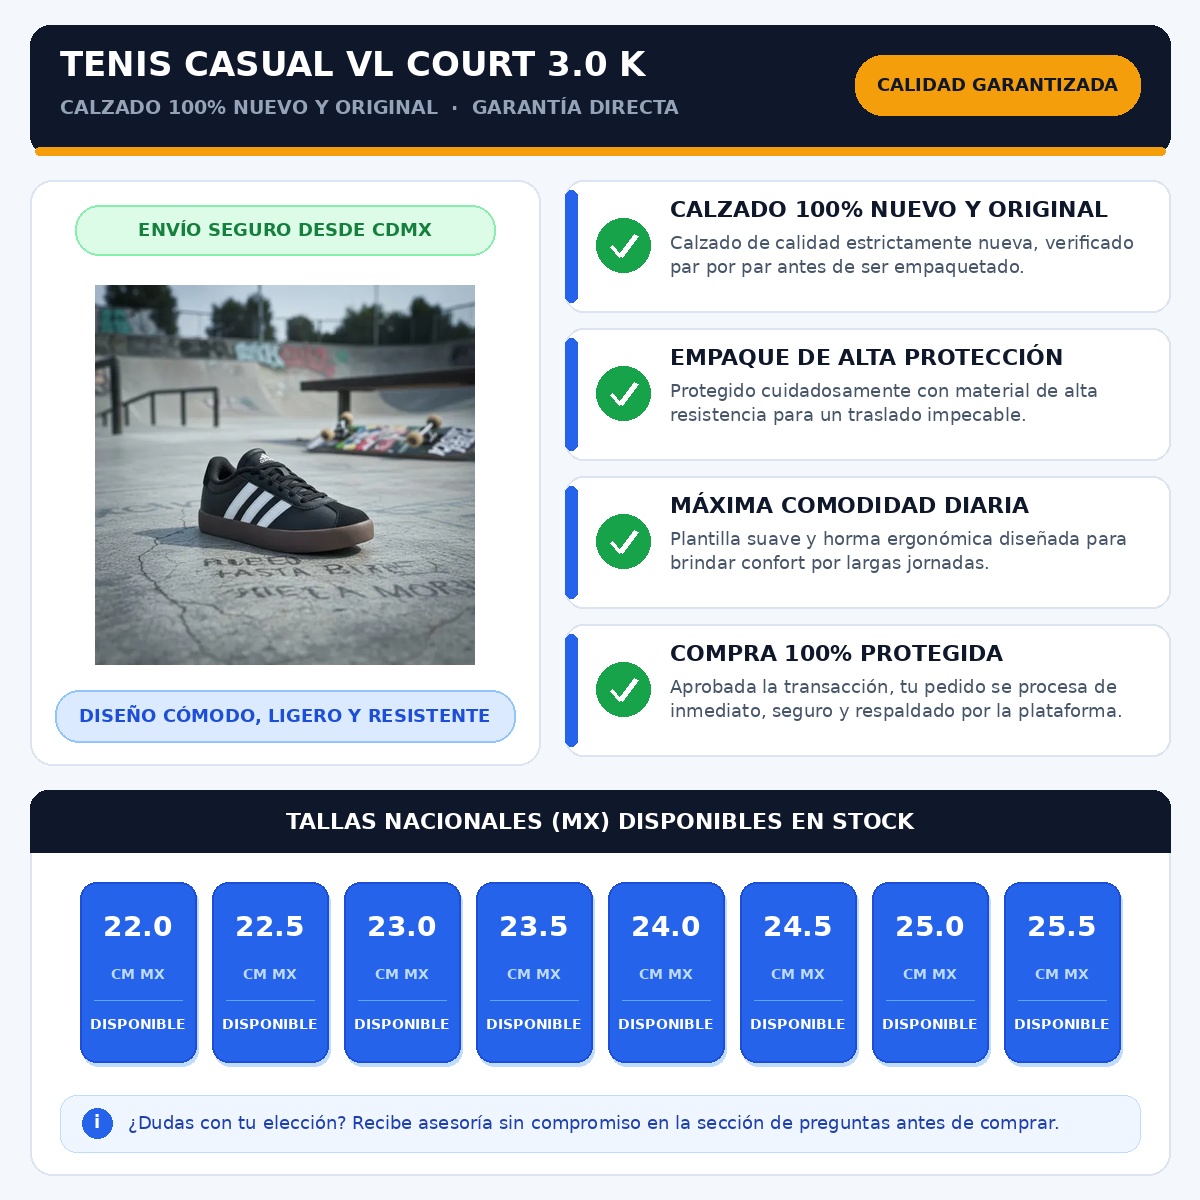 TENIS CASUAL VL COURT 3.0 K
CALZADO 100% NUEVO Y ORIGINAL · GARANTÍA DIRECTA
CALIDAD GARANTIZADA
ENVÍO SEGURO DESDE CDMX
DISEÑO CÓMODO, LIGERO Y RESISTENTE
CALZADO 100% NUEVO Y ORIGINAL
Calzado de calidad estrictamente nueva, verificado
par por par antes de ser empaquetado.
EMPAQUE DE ALTA PROTECCIÓN
Protegido cuidadosamente con material de alta
resistencia para un traslado impecable.
MÁXIMA COMODIDAD DIARIA
Plantilla suave y horma ergonómica diseñada para
brindar confort por largas jornadas.
COMPRA 100% PROTEGIDA
Aprobada la transacción, tu pedido se procesa de
inmediato, seguro y respaldado por la plataforma.
TALLAS NACIONALES (MX) DISPONIBLES EN STOCK
22.0 22.5 23.0 23.5 24.0 24.5 25.0 25.5
CM MX CM MX CM MX CM MX CM MX CM MX CM MX CM MX
DISPONIBLE DISPONIBLE DISPONIBLE DISPONIBLE DISPONIBLE DISPONIBLE DISPONIBLE DISPONIBLE
i ¿Dudas con tu elección? Recibe asesoría sin compromiso en la sección de preguntas antes de comprar.